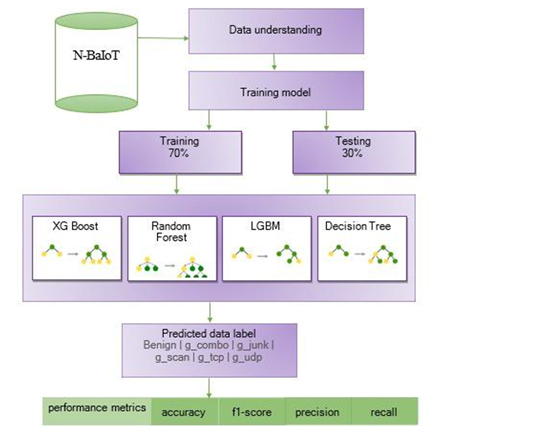 N-BaIoT
Data understanding
Training model
Training
70%
Testing
30%
XG Boost
Random
Forest
LGBM
Decision Tree
Predicted data label
Benign | g_combo | g_junk |
g_scan | g_tcp | g_udp
performance metrics
accuracy
f1-score
precision
recall